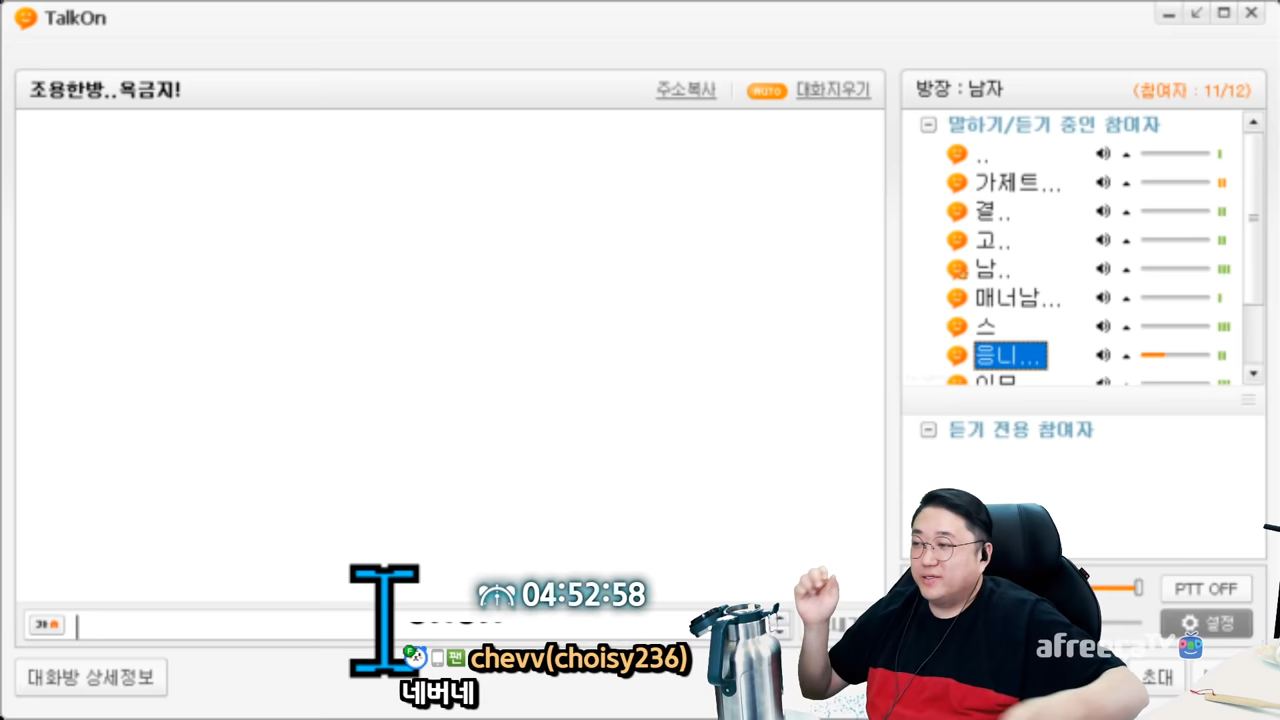 TalkOn
조용한방..욕금지!
주소복사
AUTO
대화지우기
방장 : 남자
(참여자 : 11/12)
말하기/듣기 중인 참여자
..
가제트...
결..
고..
남..
매너남...
스
응니...
듣기 전용 참여자
PTT OFF
설정
초대
04:52:58
가
F 팬 chevv(choisy236)
네버네
대화방 상세정보
afreecaTV